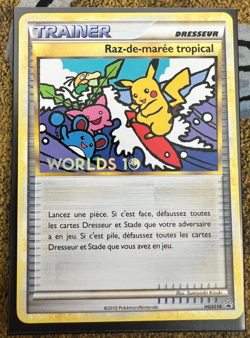 TRAINER DRESSEUR
Raz-de-marée tropical
WORLDS 10
Lancez une pièce. Si c'est face, défaussez toutes
les cartes Dresseur et Stade que votre adversaire
a en jeu. Si c'est pile, défaussez toutes les cartes
Dresseur et Stade que vous avez en jeu.
©2010 Pokémon/Nintendo
HGSS18